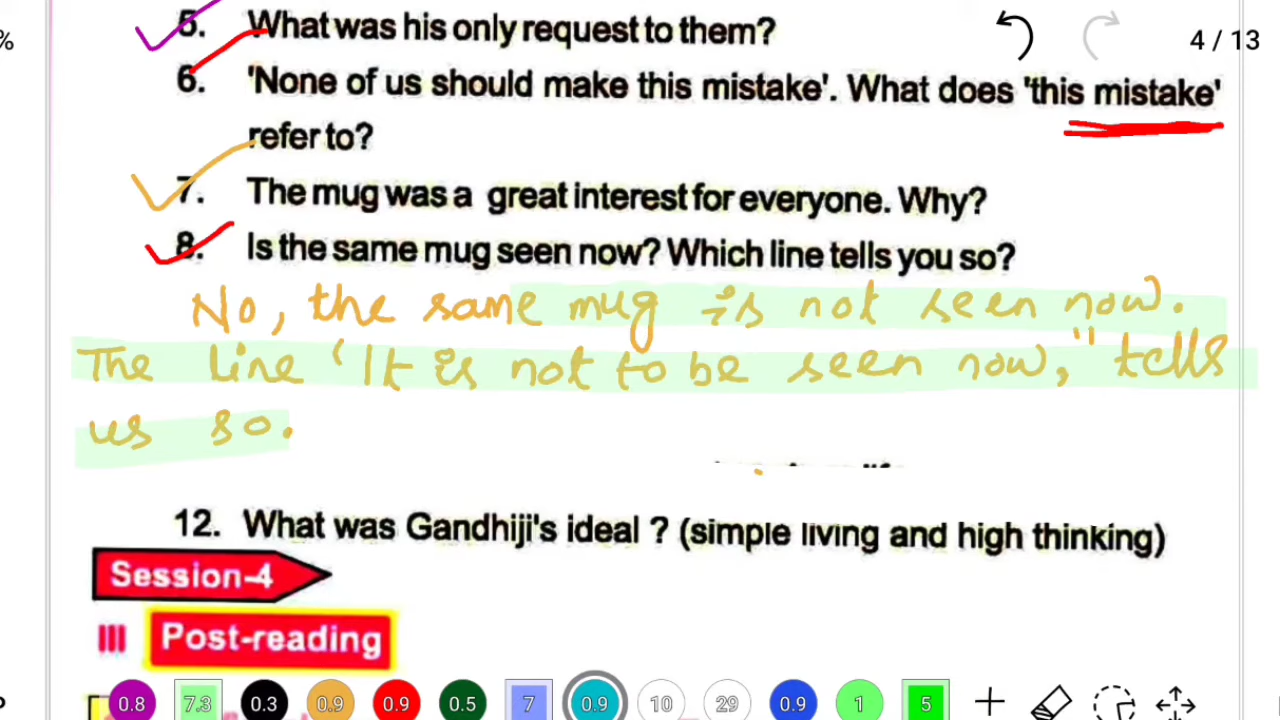 %
5. What was his only request to them?
4 / 13
6. 'None of us should make this mistake'. What does 'this mistake'
refer to?
7. The mug was a great interest for everyone. Why?
8. Is the same mug seen now? Which line tells you so?
No, the same mug is not seen now.
The line 'It is not to be seen now," tells
us so.
12. What was Gandhiji's ideal ? (simple living and high thinking)
Session-4
III Post-reading
0.8 7.3 0.3 0.9 0.9 0.5 7 0.9 10 29 0.9 1 5